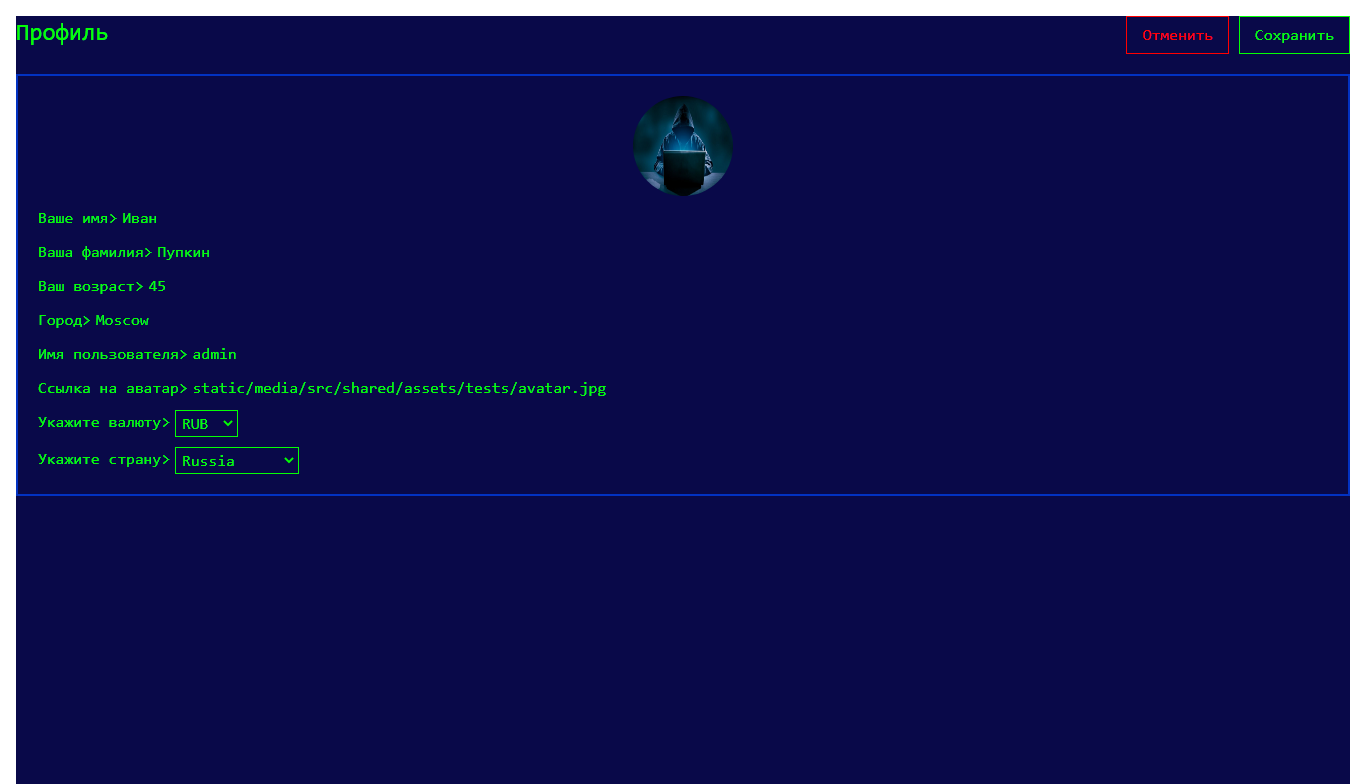 Профиль
Отменить
Сохранить
Ваше имя> Иван
Ваша фамилия> Пупкин
Ваш возраст> 45
Город> Moscow
Имя пользователя> admin
Ссылка на аватар> static/media/src/shared/assets/tests/avatar.jpg
Укажите валюту> RUB
Укажите страну> Russia